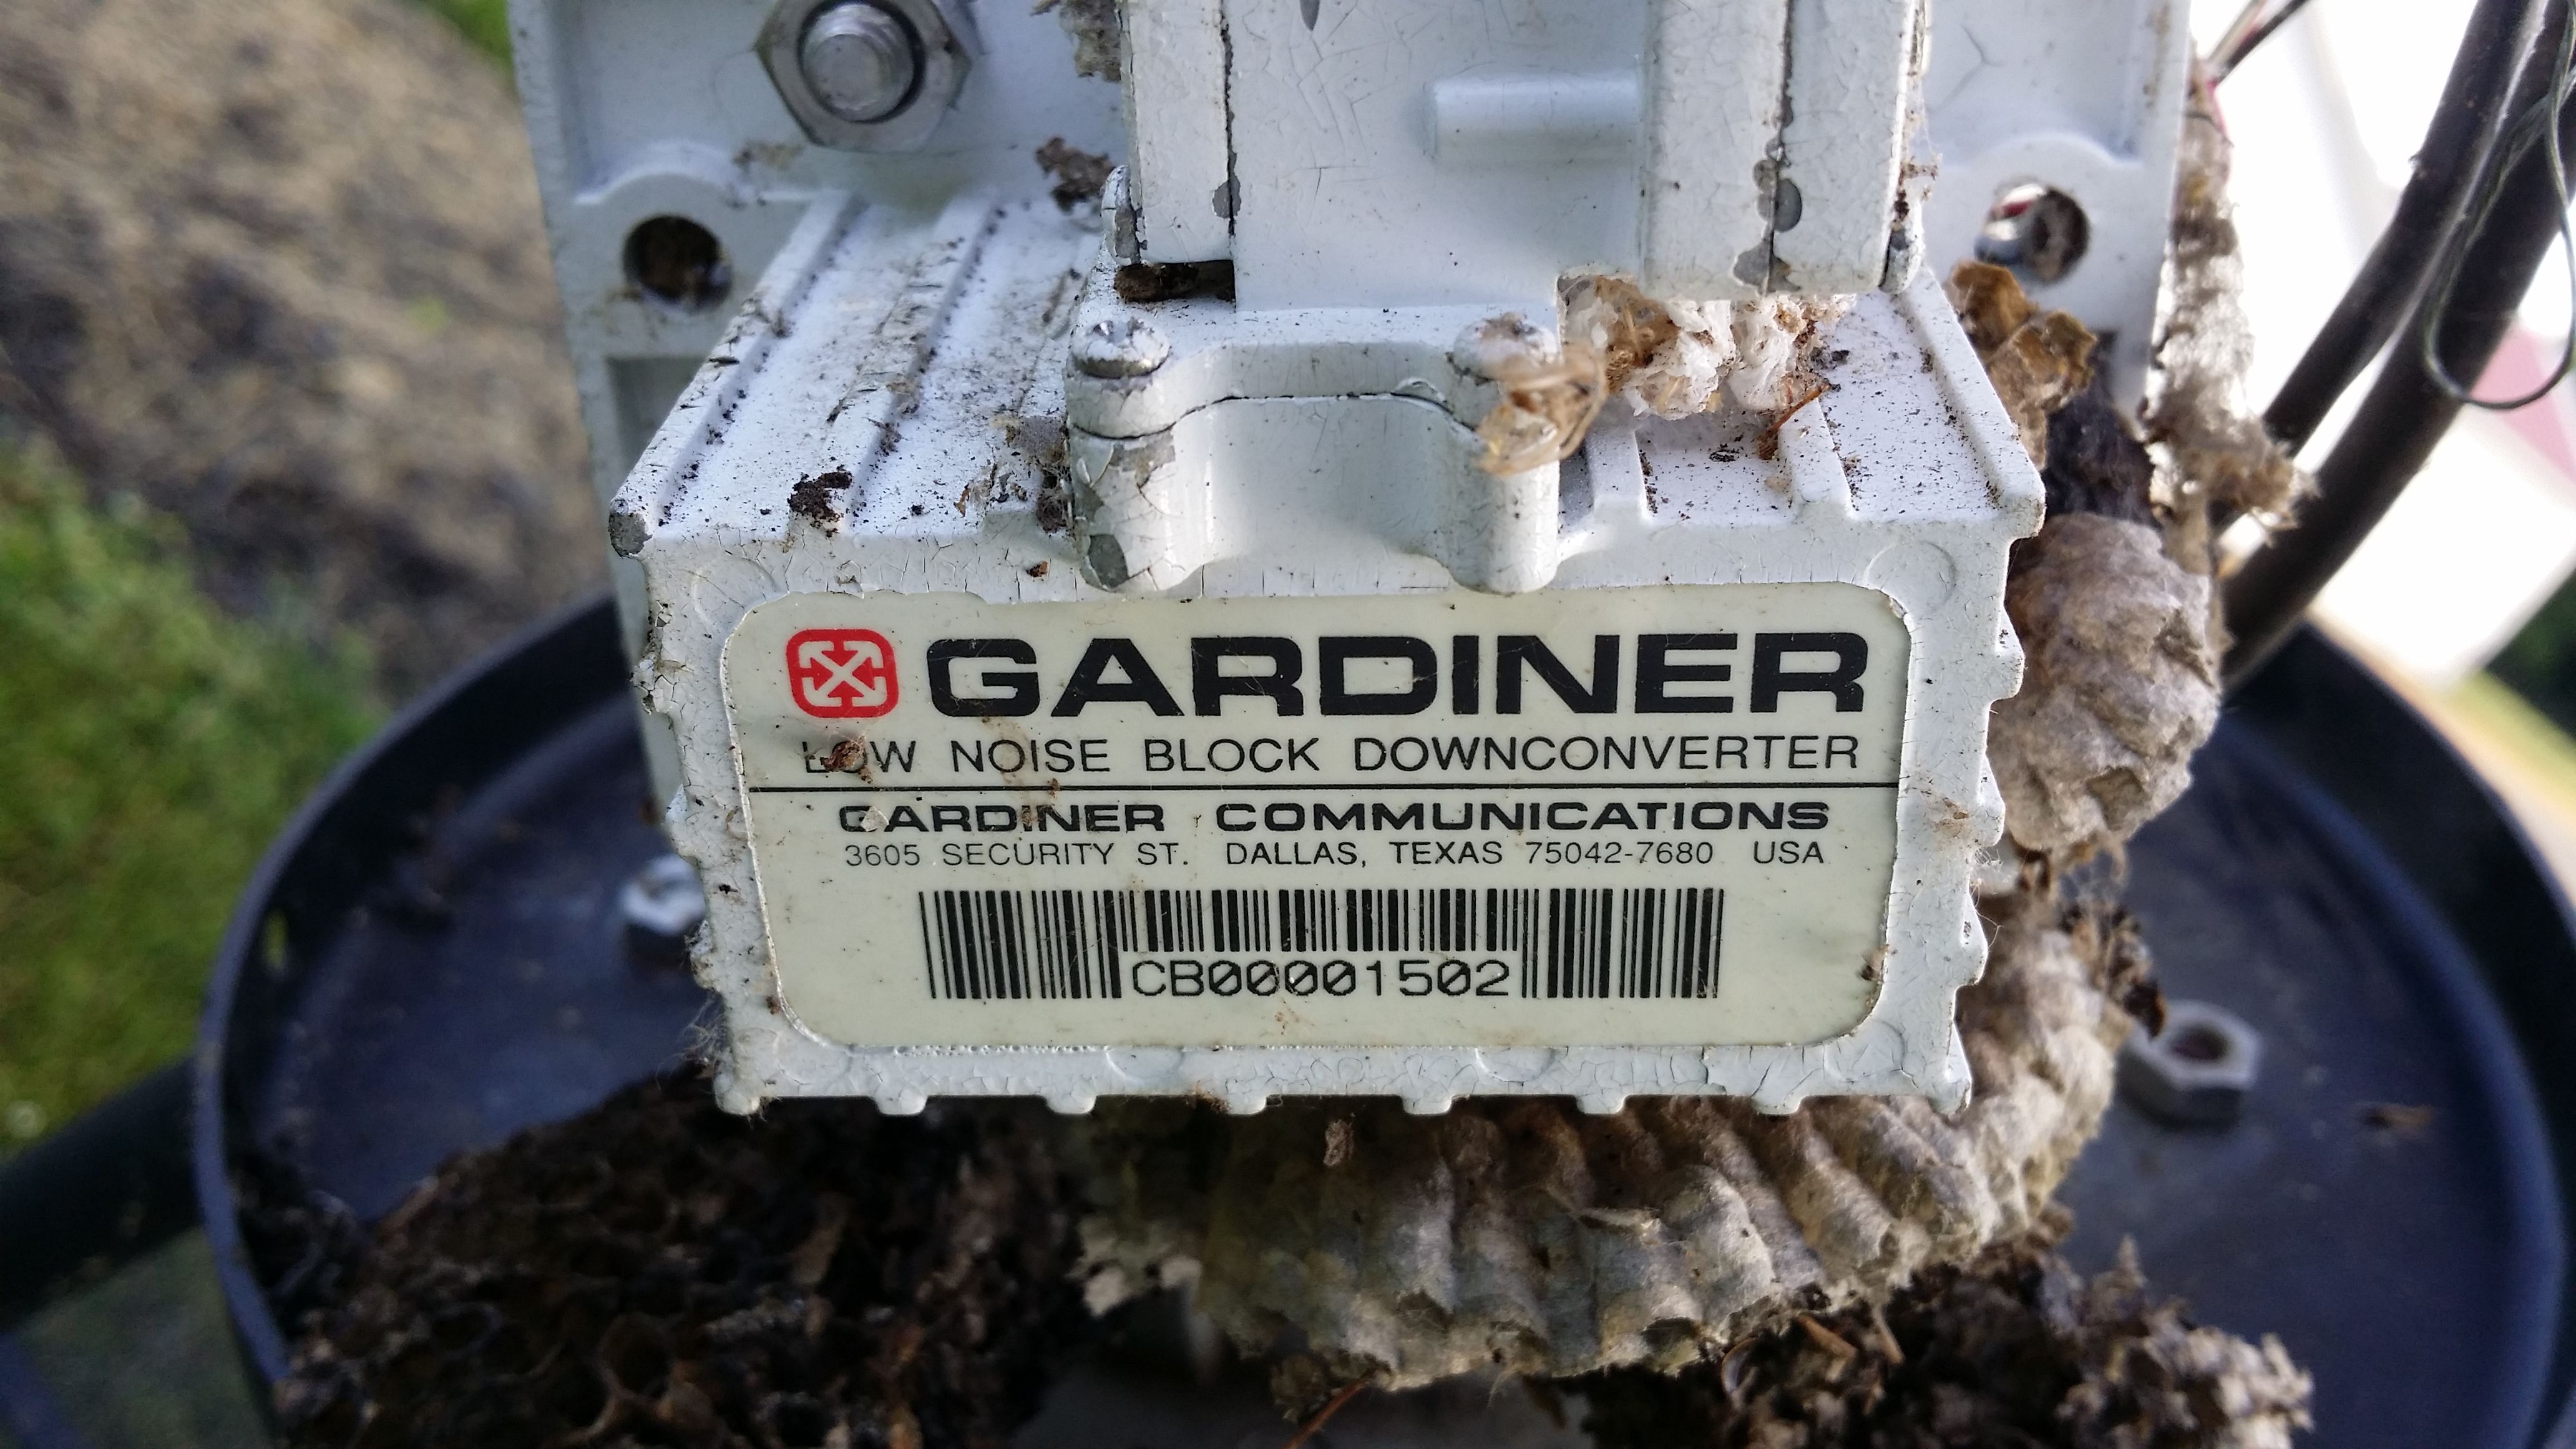 GARDINER
LOW NOISE BLOCK DOWNCONVERTER
GARDINER COMMUNICATIONS
3605 SECURITY ST. DALLAS, TEXAS 75042-7680 USA
CB00001502